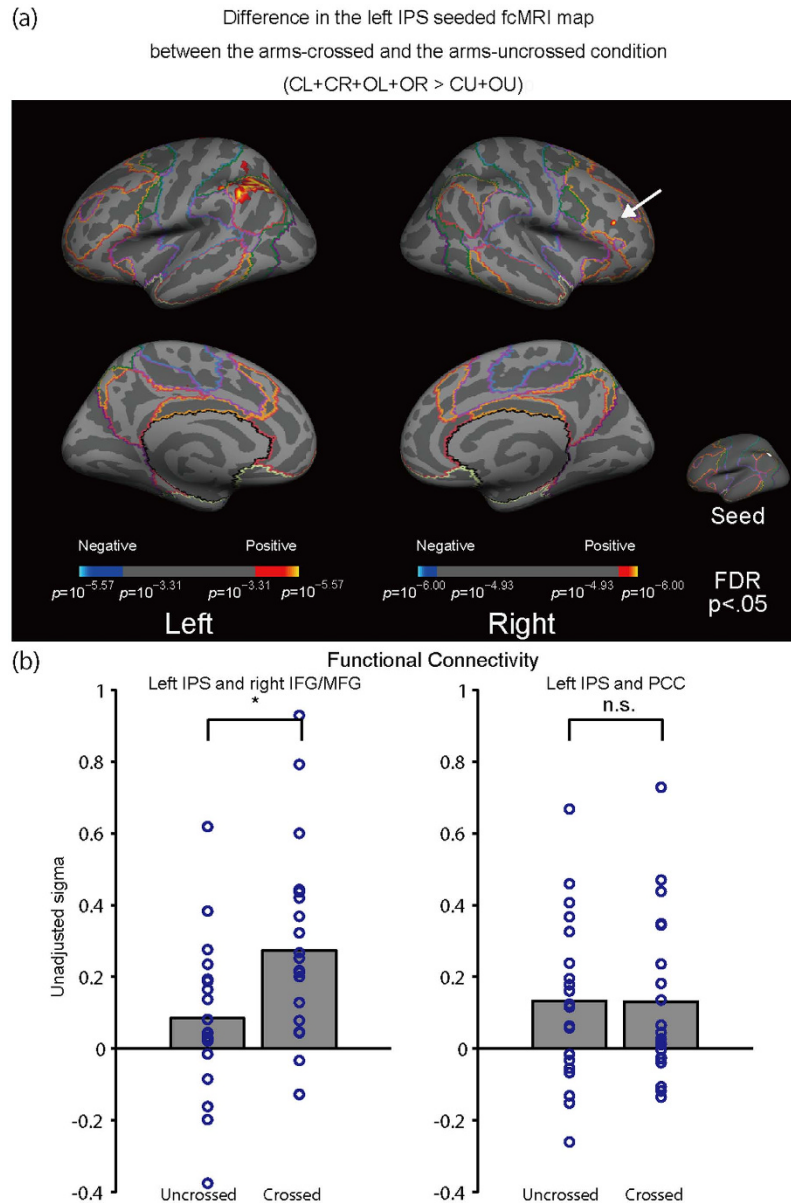 (a)
Difference in the left IPS seeded fcMRI map
between the arms-crossed and the arms-uncrossed condition
(CL+CR+OL+OR > CU+OU)
Seed
Negative Positive
p=10^-5.57 p=10^-3.31 p=10^-3.31 p=10^-5.57
Left
Negative Positive
p=10^-6.00 p=10^-4.93 p=10^-4.93 p=10^-6.00
Right
FDR
p<.05
(b)
Functional Connectivity
Left IPS and right IFG/MFG
*
Left IPS and PCC
n.s.
Unadjusted sigma
1
0.8
0.6
0.4
0.2
0
-0.2
-0.4
Uncrossed Crossed
1
0.8
0.6
0.4
0.2
0
-0.2
-0.4
Uncrossed Crossed